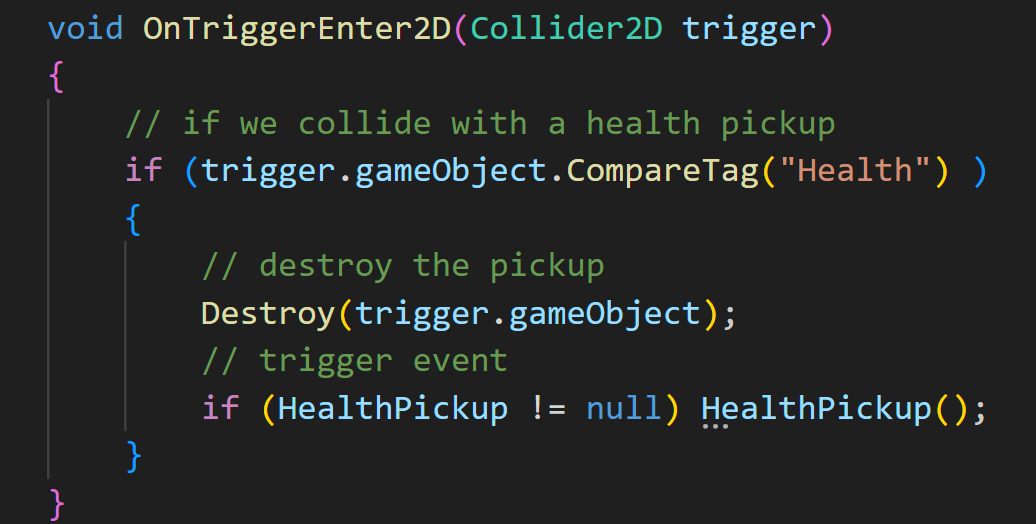 void OnTriggerEnter2D(Collider2D trigger)
{
    // if we collide with a health pickup
    if (trigger.gameObject.CompareTag("Health") )
    {
        // destroy the pickup
        Destroy(trigger.gameObject);
        // trigger event
        if (HealthPickup != null) HealthPickup();
    }
}